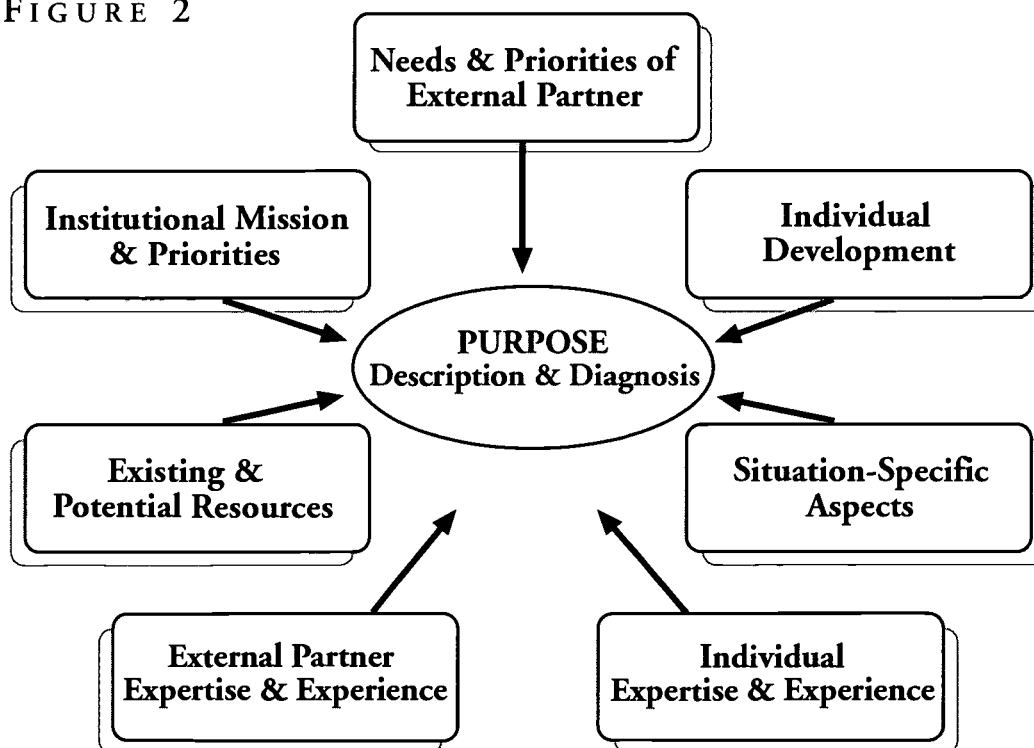 FIGURE 2
Needs & Priorities of
External Partner
Institutional Mission
& Priorities
Individual
Development
PURPOSE
Description & Diagnosis
Existing &
Potential Resources
Situation-Specific
Aspects
External Partner
Expertise & Experience
Individual
Expertise & Experience